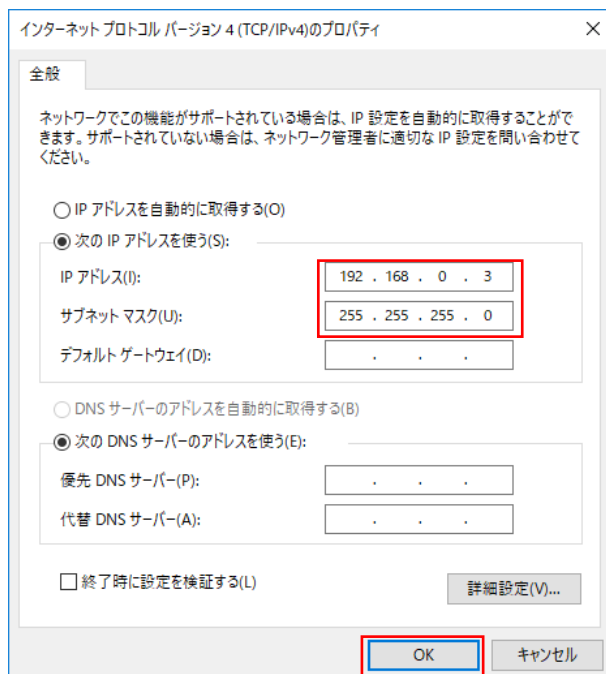 インターネット プロトコル バージョン 4 (TCP/IPv4)のプロパティ
全般
ネットワークでこの機能がサポートされている場合は、IP 設定を自動的に取得することがで
きます。サポートされていない場合は、ネットワーク管理者に適切な IP 設定を問い合わせて
ください。
IP アドレスを自動的に取得する(O)
次の IP アドレスを使う(S):
IP アドレス(I): 192 . 168 . 0 . 3
サブネット マスク(U): 255 . 255 . 255 . 0
デフォルト ゲートウェイ(D): . . .
DNS サーバーのアドレスを自動的に取得する(B)
次の DNS サーバーのアドレスを使う(E):
優先 DNS サーバー(P): . . .
代替 DNS サーバー(A): . . .
終了時に設定を検証する(L)
詳細設定(V)...
OK キャンセル